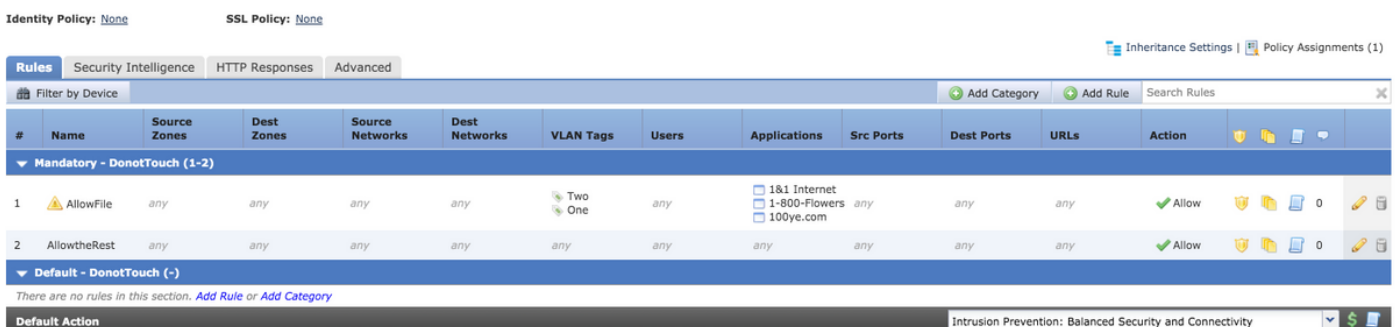 Identity Policy: None SSL Policy: None
Inheritance Settings | Policy Assignments (1)
Rules Security Intelligence HTTP Responses Advanced
Filter by Device Add Category Add Rule Search Rules
# Name Source Zones Dest Zones Source Networks Dest Networks VLAN Tags Users Applications Src Ports Dest Ports URLs Action
Mandatory - DonotTouch (1-2)
1 AllowFile any any any any Two One any 1&1 Internet 1-800-Flowers 100ye.com any any any Allow 0
2 AllowtheRest any any any any any any any any any any Allow 0
Default - DonotTouch (-)
There are no rules in this section. Add Rule or Add Category
Default Action Intrusion Prevention: Balanced Security and Connectivity $